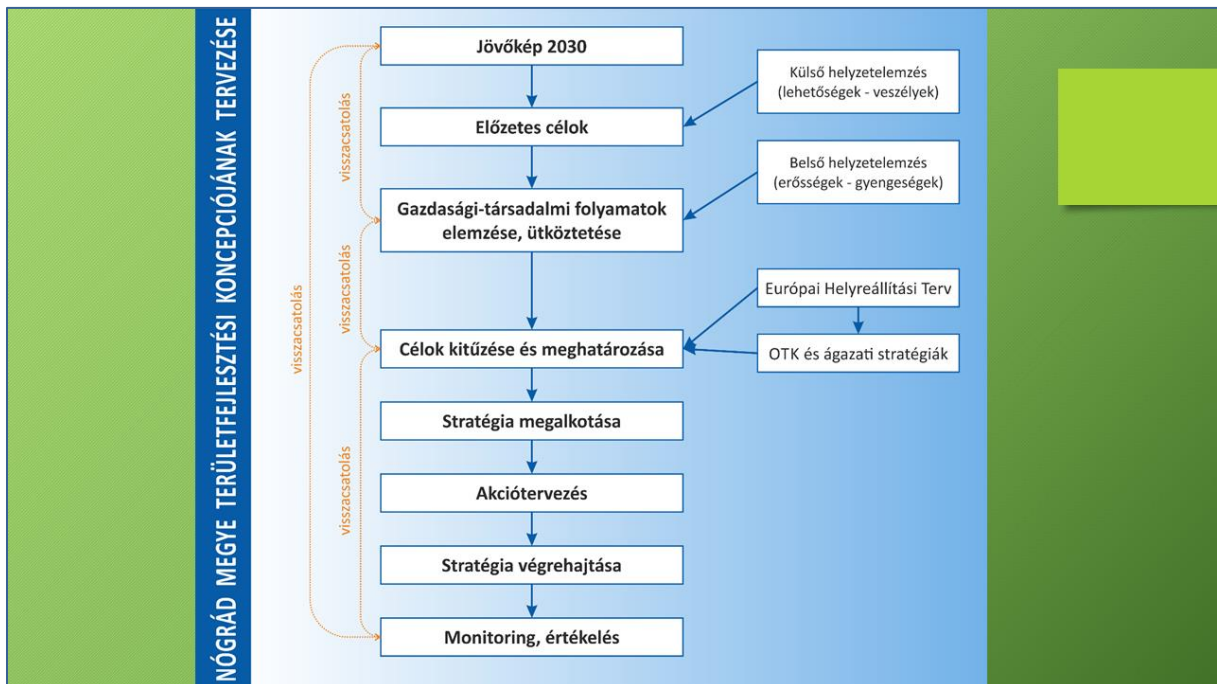 NÓGRÁD MEGYE TERÜLETFEJLESZTÉSI KONCEPCIÓJÁNAK TERVEZÉSE
Jövőkép 2030
Külső helyzetelemzés
(lehetőségek - veszélyek)
Előzetes célok
visszacsatolás
Belső helyzetelemzés
(erősségek - gyengeségek)
Gazdasági-társadalmi folyamatok
elemzése, ütköztetése
visszacsatolás
visszacsatolás
Európai Helyreállítási Terv
Célok kitűzése és meghatározása
OTK és ágazati stratégiák
Stratégia megalkotása
visszacsatolás
Akciótervezés
Stratégia végrehajtása
Monitoring, értékelés